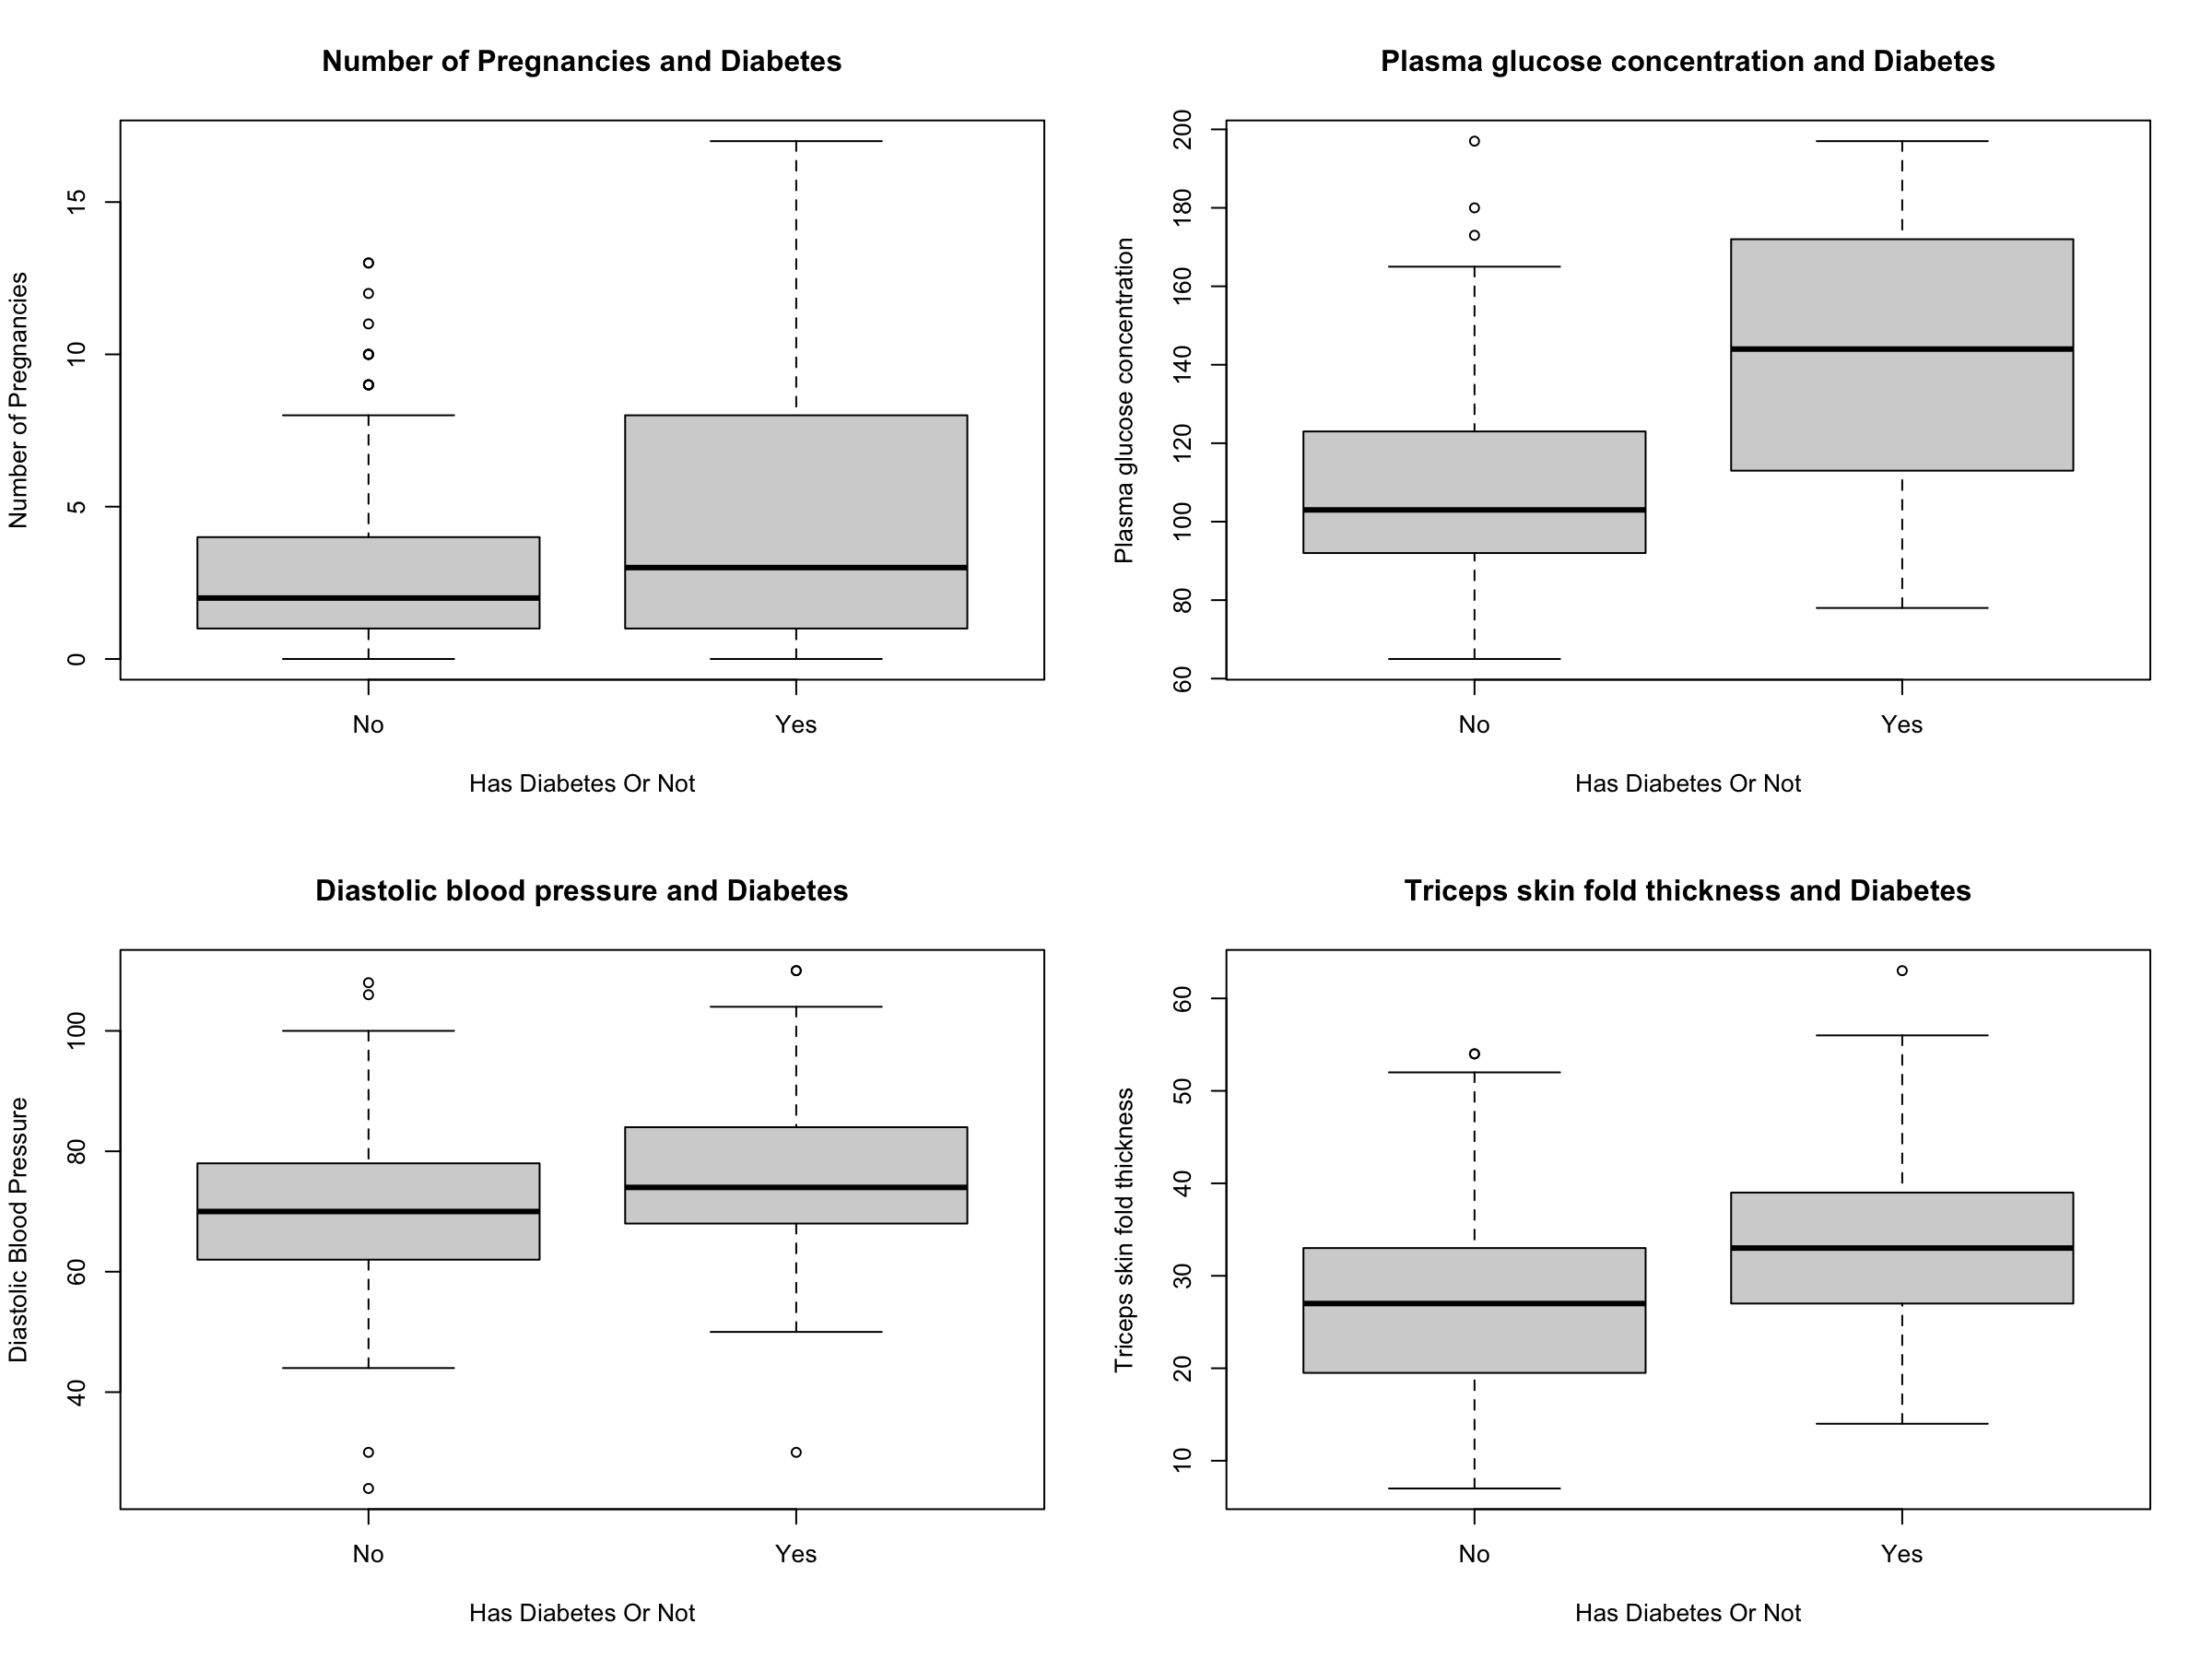 Number of Pregnancies and Diabetes
Number of Pregnancies
15
10
5
0
No
Yes
Has Diabetes Or Not
Plasma glucose concentration and Diabetes
Plasma glucose concentration
200
180
160
140
120
100
80
60
No
Yes
Has Diabetes Or Not
Diastolic blood pressure and Diabetes
Diastolic Blood Pressure
100
80
60
40
No
Yes
Has Diabetes Or Not
Triceps skin fold thickness and Diabetes
Triceps skin fold thickness
60
50
40
30
20
10
No
Yes
Has Diabetes Or Not